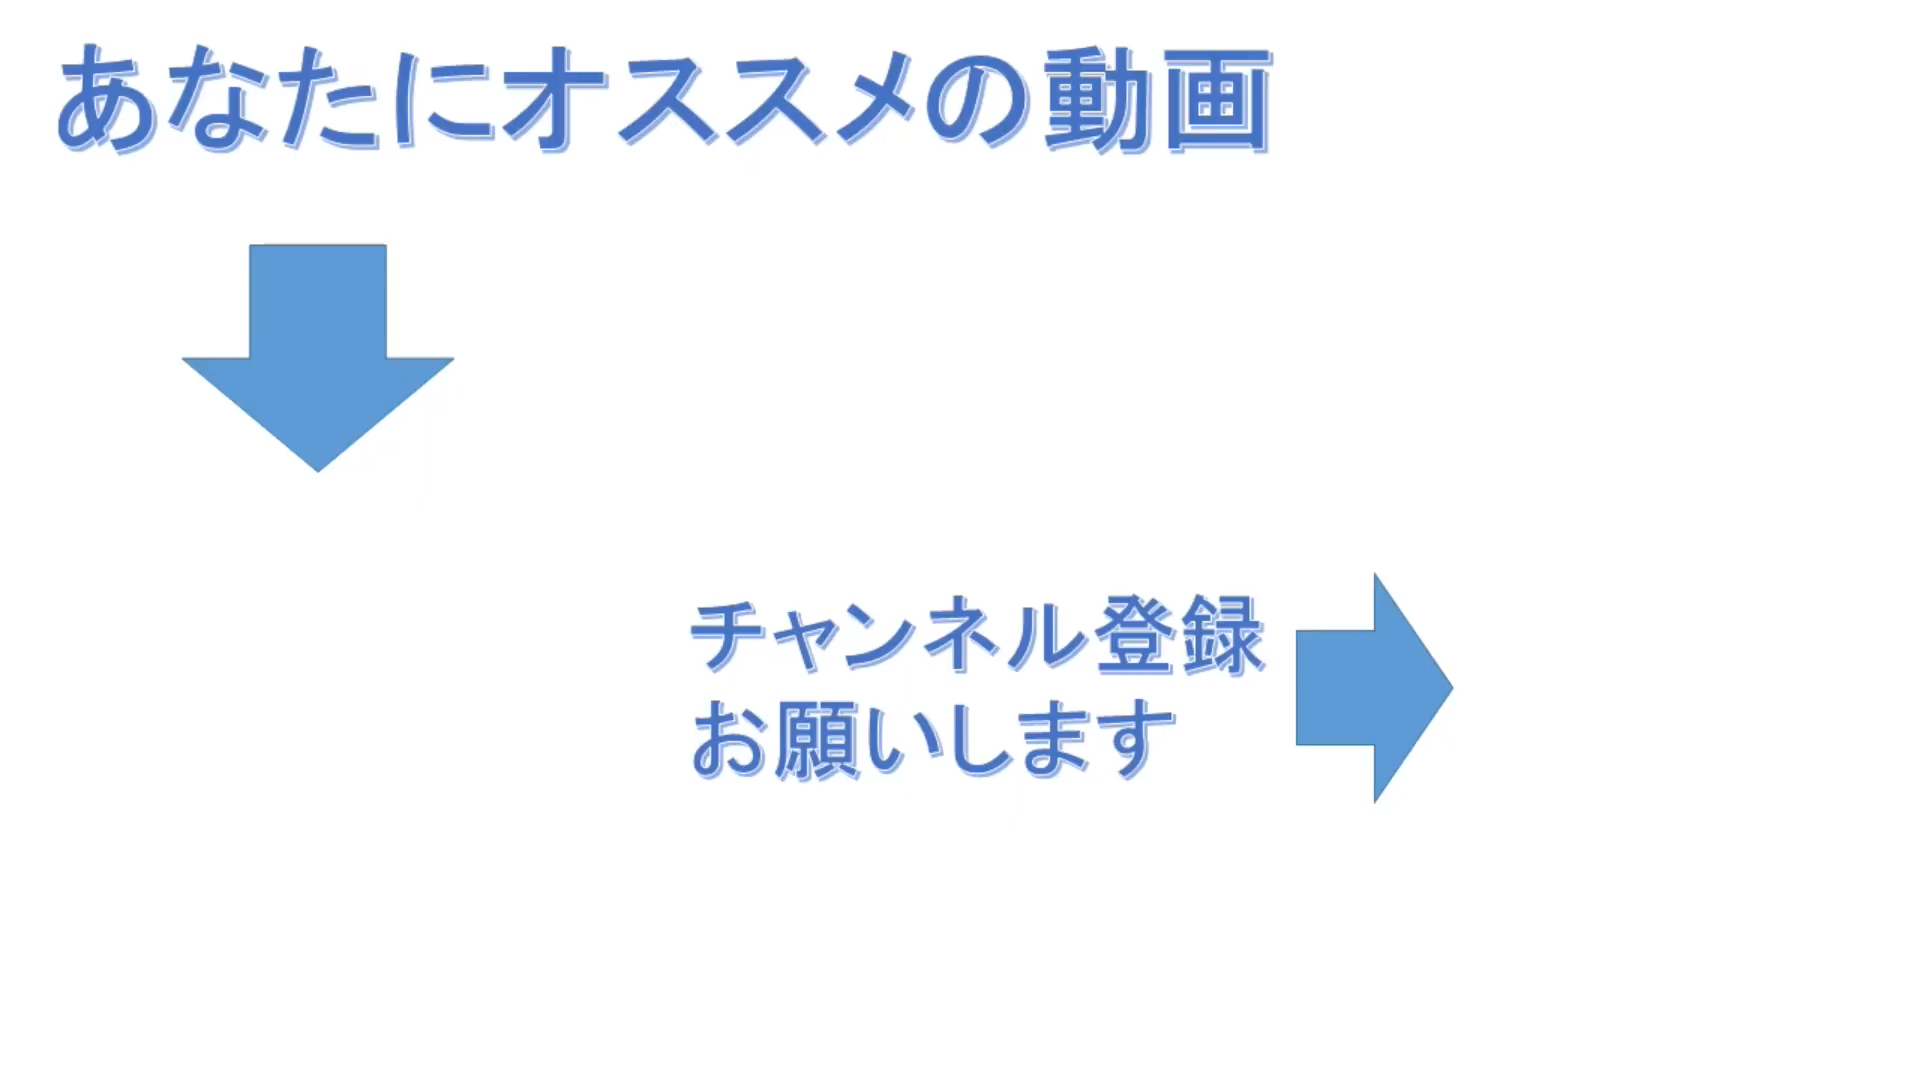 あなたにオススメの動画
チャンネル登録
お願いします